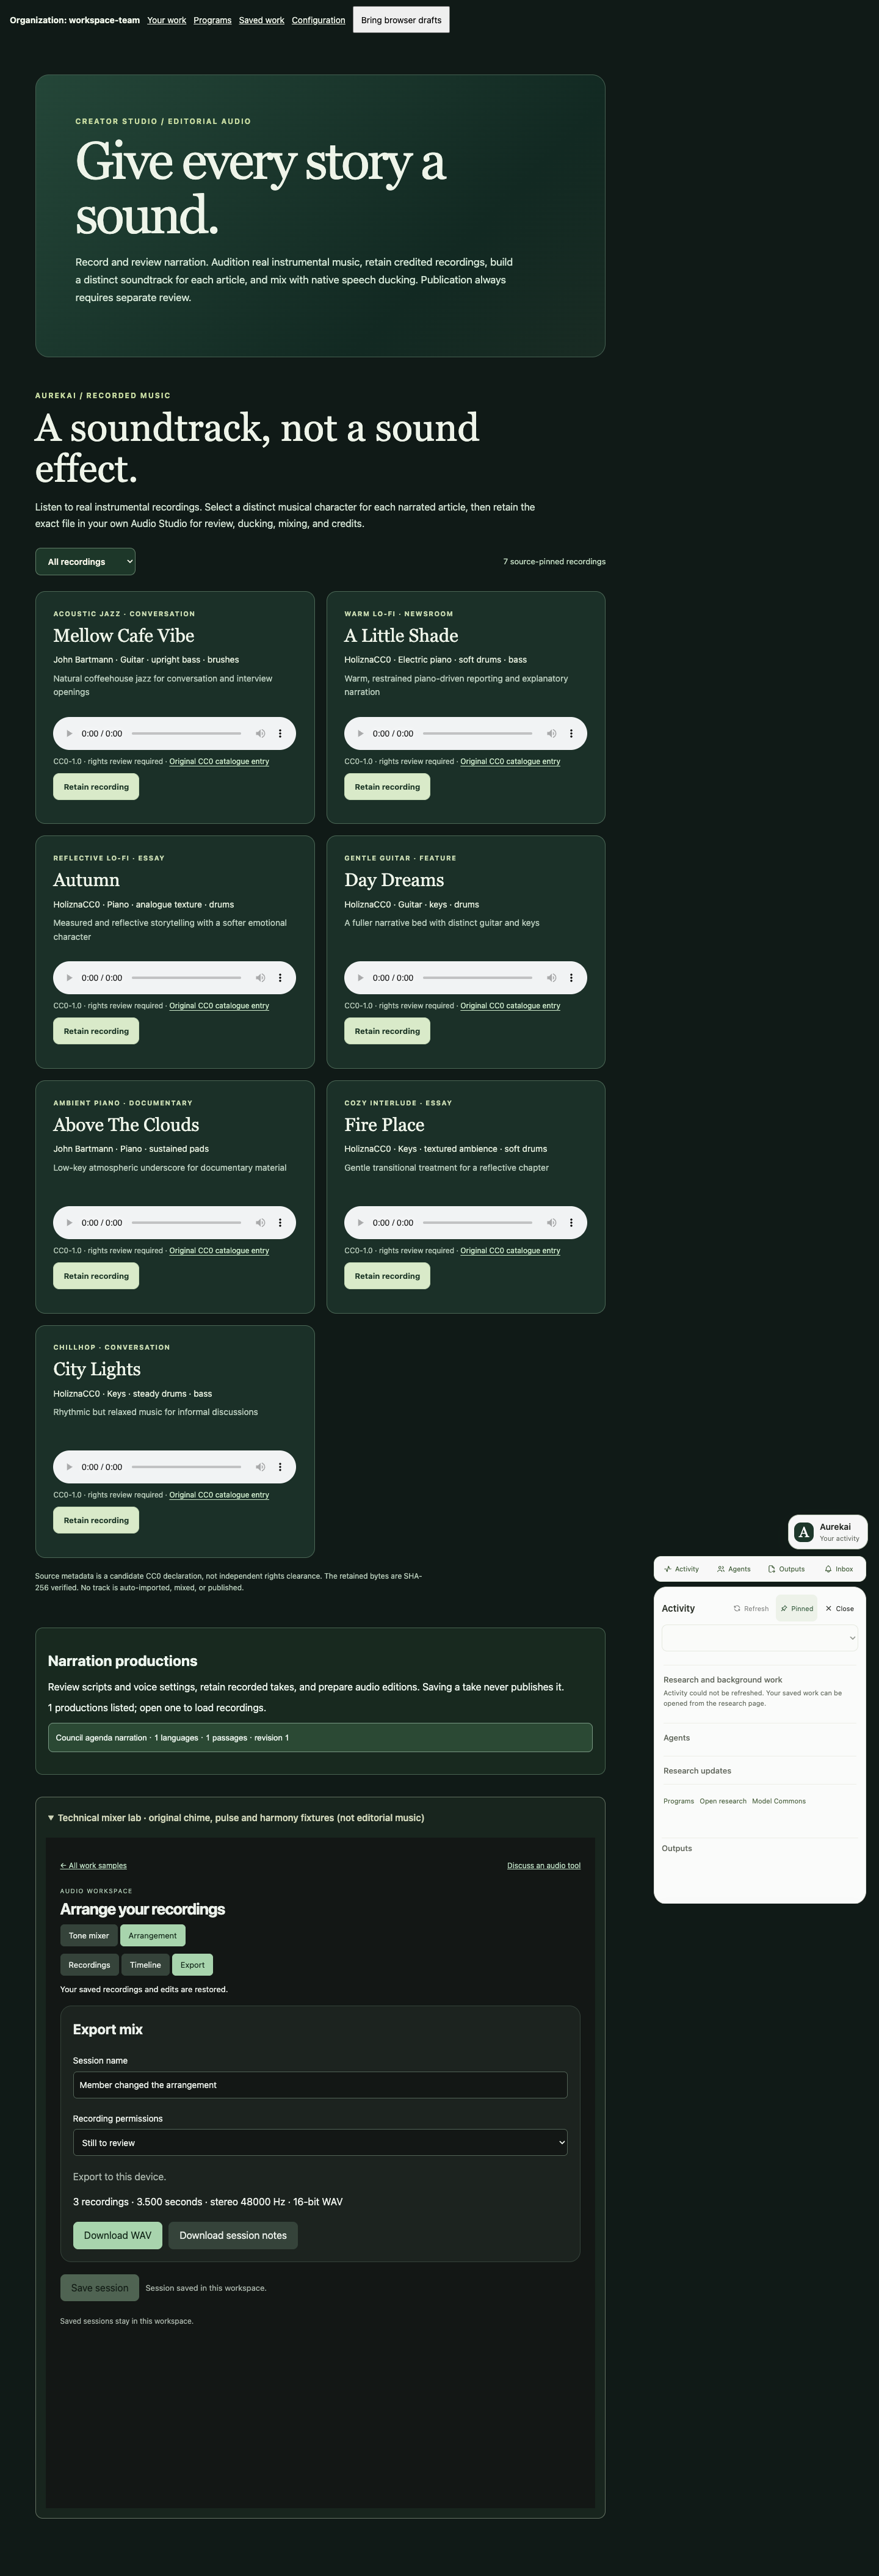 Organization: workspace-team Your work Programs Saved work Configuration Bring browser drafts
CREATOR STUDIO / EDITORIAL AUDIO
Give every story a
sound.
Record and review narration. Audition real instrumental music, retain credited recordings, build
a distinct soundtrack for each article, and mix with native speech ducking. Publication always
requires separate review.
AUREKAI / RECORDED MUSIC
A soundtrack, not a sound
effect.
Listen to real instrumental recordings. Select a distinct musical character for each narrated article, then retain the
exact file in your own Audio Studio for review, ducking, mixing, and credits.
All recordings
7 source-pinned recordings
ACOUSTIC JAZZ · CONVERSATION
Mellow Cafe Vibe
John Bartmann · Guitar · upright bass · brushes
Natural coffeehouse jazz for conversation and interview
openings
0:00 / 0:00
CC0-1.0 · rights review required · Original CC0 catalogue entry
Retain recording
WARM LO-FI · NEWSROOM
A Little Shade
HoliznaCC0 · Electric piano · soft drums · bass
Warm, restrained piano-driven reporting and explanatory
narration
0:00 / 0:00
CC0-1.0 · rights review required · Original CC0 catalogue entry
Retain recording
REFLECTIVE LO-FI · ESSAY
Autumn
HoliznaCC0 · Piano · analogue texture · drums
Measured and reflective storytelling with a softer emotional
character
0:00 / 0:00
CC0-1.0 · rights review required · Original CC0 catalogue entry
Retain recording
GENTLE GUITAR · FEATURE
Day Dreams
HoliznaCC0 · Guitar · keys · drums
A fuller narrative bed with distinct guitar and keys
0:00 / 0:00
CC0-1.0 · rights review required · Original CC0 catalogue entry
Retain recording
AMBIENT PIANO · DOCUMENTARY
Above The Clouds
John Bartmann · Piano · sustained pads
Low-key atmospheric underscore for documentary material
0:00 / 0:00
CC0-1.0 · rights review required · Original CC0 catalogue entry
Retain recording
COZY INTERLUDE · ESSAY
Fire Place
HoliznaCC0 · Keys · textured ambience · soft drums
Gentle transitional treatment for a reflective chapter
0:00 / 0:00
CC0-1.0 · rights review required · Original CC0 catalogue entry
Retain recording
CHILLHOP · CONVERSATION
City Lights
HoliznaCC0 · Keys · steady drums · bass
Rhythmic but relaxed music for informal discussions
0:00 / 0:00
CC0-1.0 · rights review required · Original CC0 catalogue entry
Retain recording
Source metadata is a candidate CC0 declaration, not independent rights clearance. The retained bytes are SHA-
256 verified. No track is auto-imported, mixed, or published.
A
Aurekai
Your activity
Activity Agents Outputs Inbox
Activity Refresh Pinned Close
Research and background work
Activity could not be refreshed. Your saved work can be
opened from the research page.
Agents
Research updates
Programs Open research Model Commons
Outputs
Narration productions
Review scripts and voice settings, retain recorded takes, and prepare audio editions. Saving a take never publishes it.
1 productions listed; open one to load recordings.
Council agenda narration · 1 languages · 1 passages · revision 1
▼ Technical mixer lab · original chime, pulse and harmony fixtures (not editorial music)
← All work samples
Discuss an audio tool
AUDIO WORKSPACE
Arrange your recordings
Tone mixer Arrangement
Recordings Timeline Export
Your saved recordings and edits are restored.
Export mix
Session name
Member changed the arrangement
Recording permissions
Still to review
Export to this device.
3 recordings · 3.500 seconds · stereo 48000 Hz · 16-bit WAV
Download WAV Download session notes
Save session Session saved in this workspace.
Saved sessions stay in this workspace.